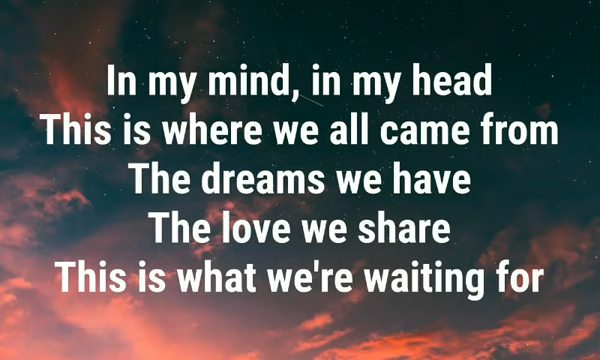 In my mind, in my head
This is where we all came from
The dreams we have
The love we share
This is what we're waiting for